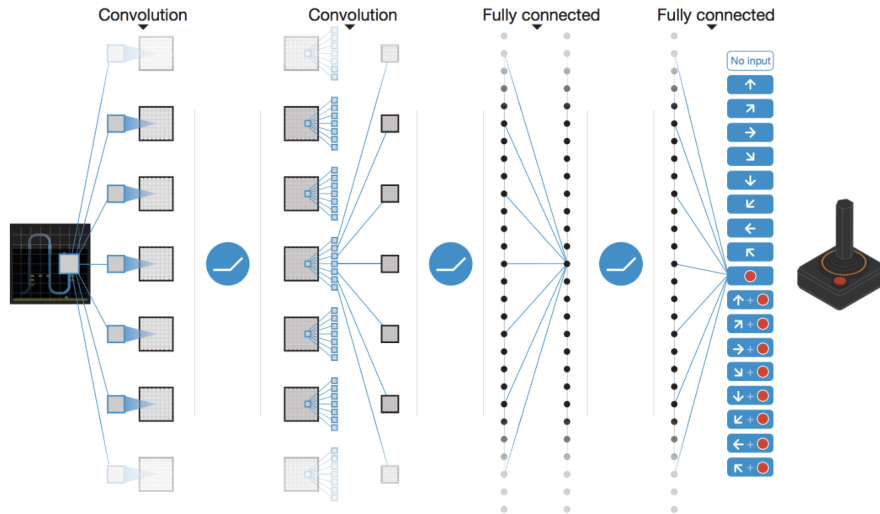 Convolution
Convolution
Fully connected
Fully connected
No input
+
+
+
+
+
+
+
+